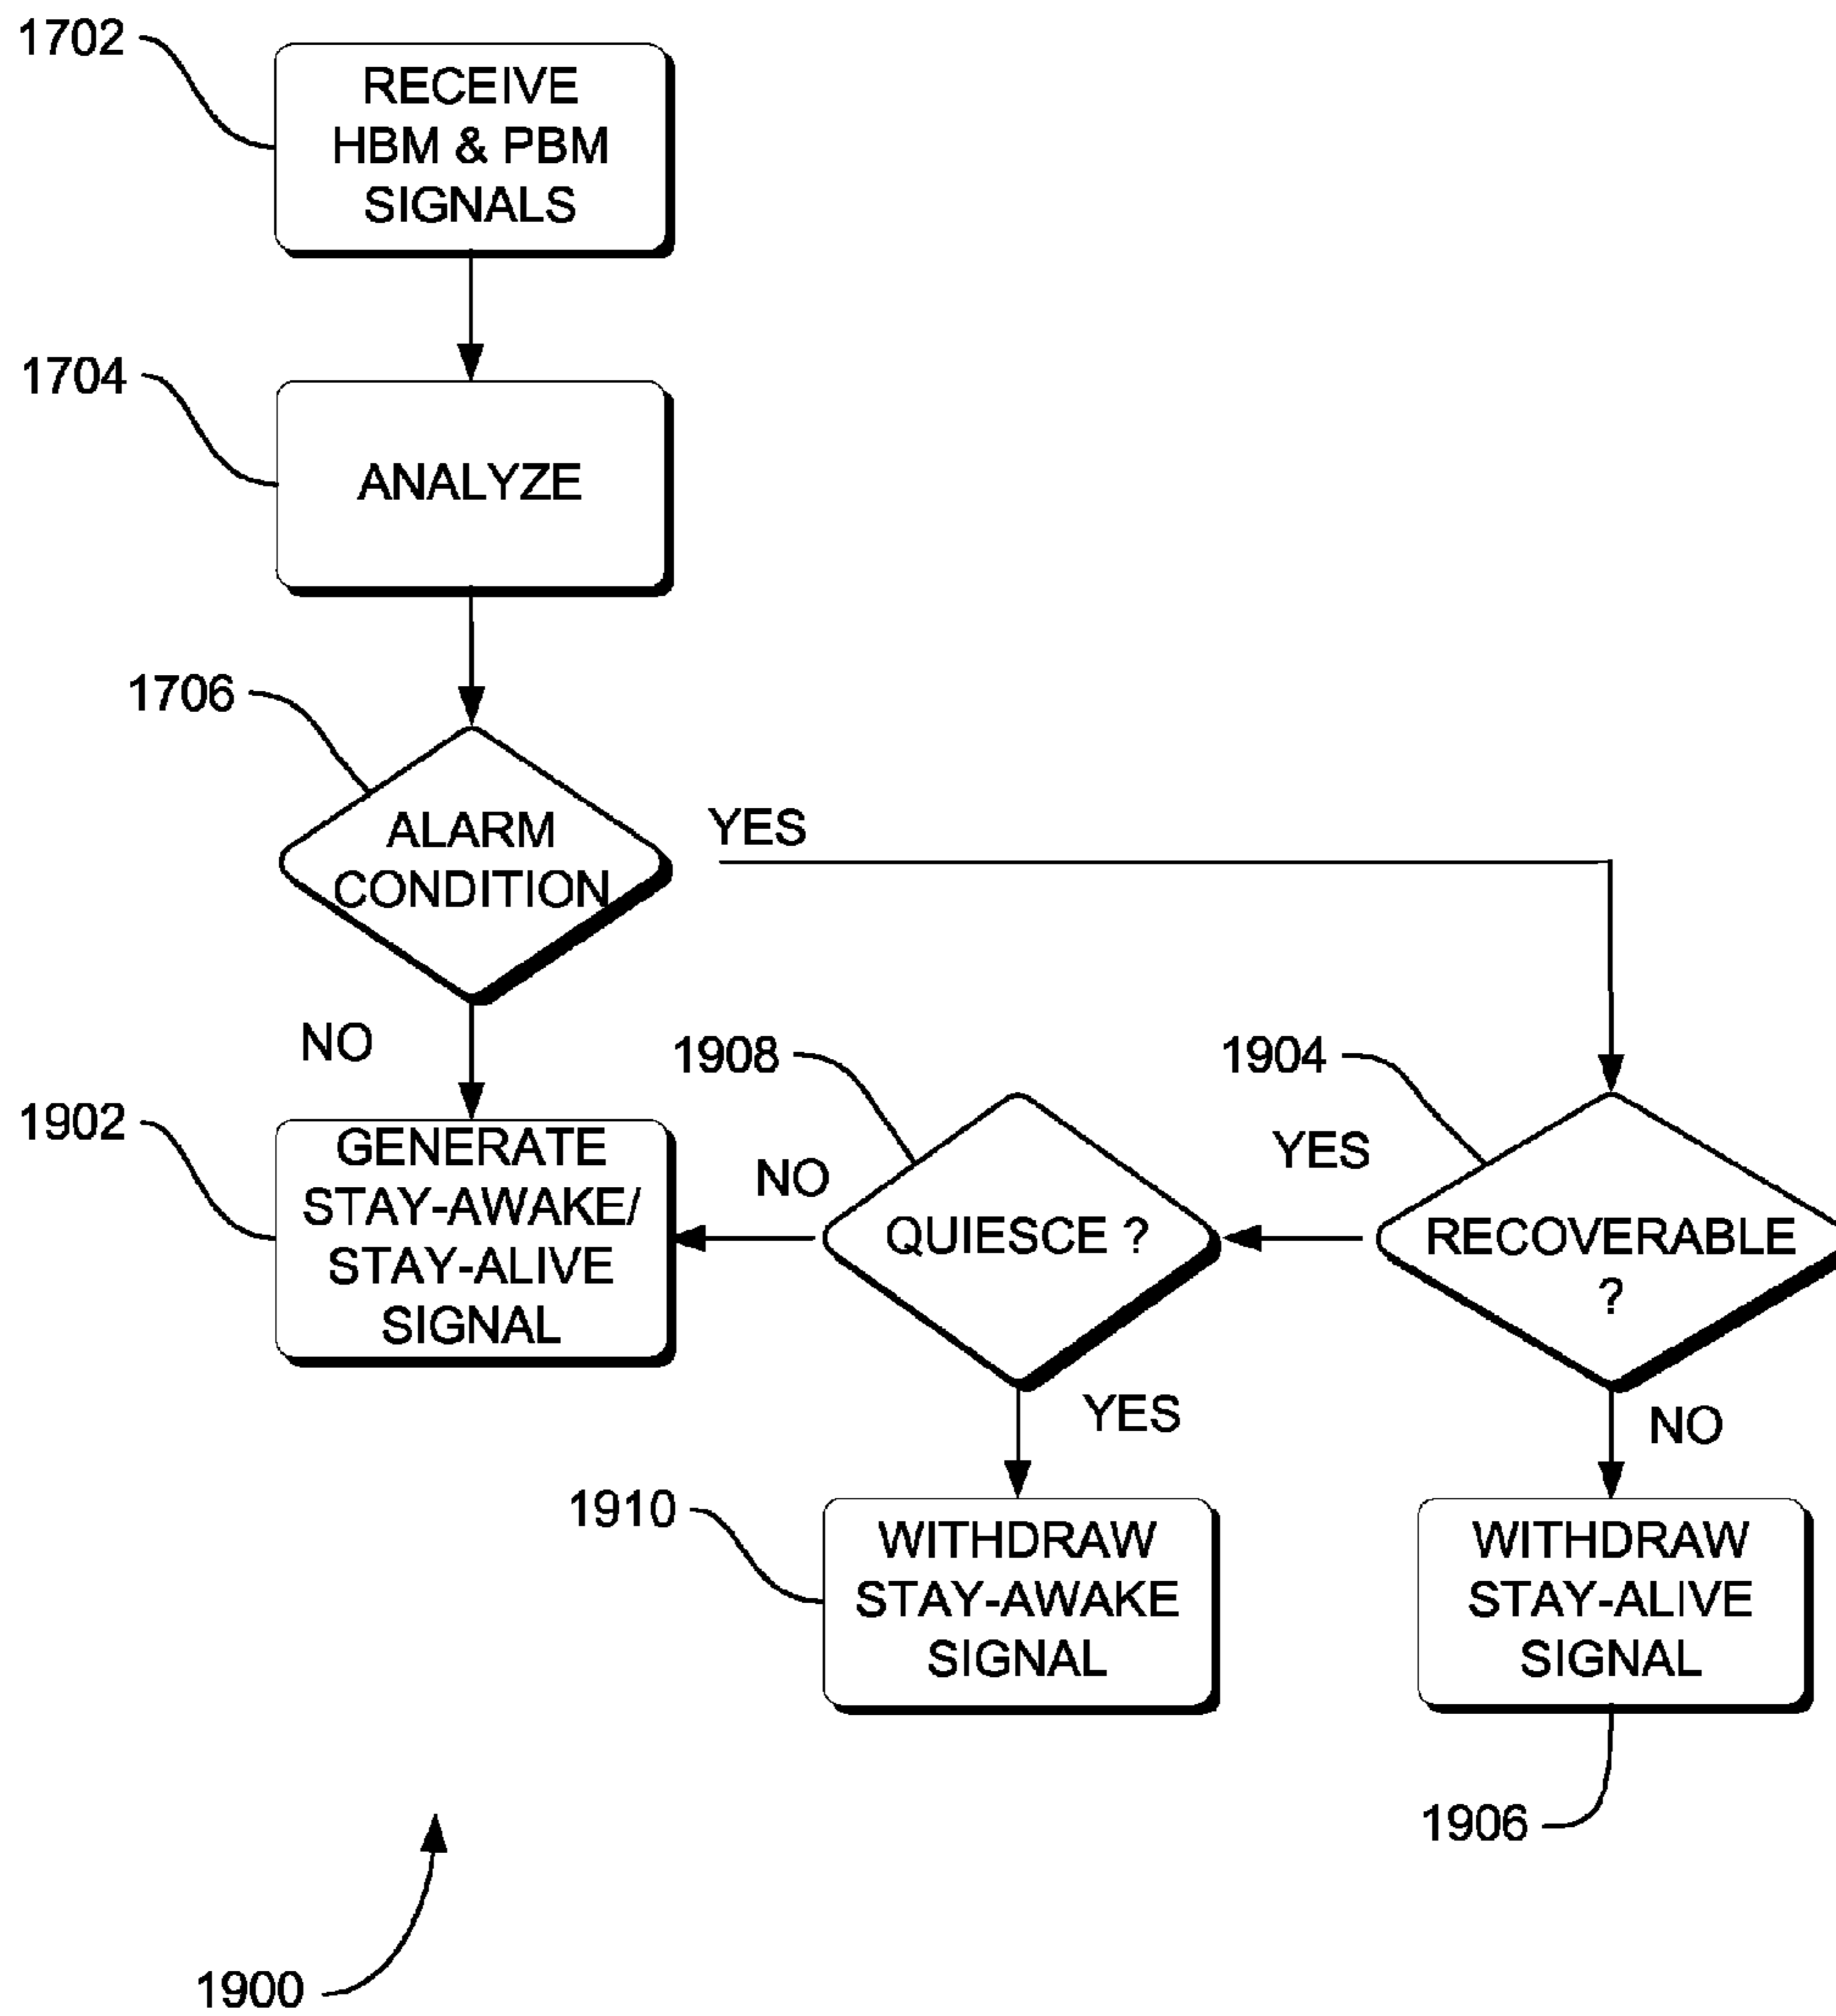 1702
RECEIVE
HBM & PBM
SIGNALS
1704
ANALYZE
1706
ALARM
CONDITION
YES
NO
1902
GENERATE
STAY-AWAKE/
STAY-ALIVE
SIGNAL
1908
NO
QUIESCE ?
YES
1904
YES
RECOVERABLE
?
NO
1910
WITHDRAW
STAY-AWAKE
SIGNAL
WITHDRAW
STAY-ALIVE
SIGNAL
1906
1900